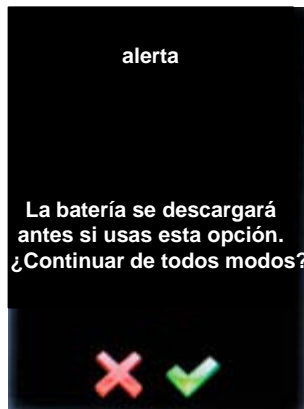 alerta
La batería se descargará
antes si usas esta opción.
¿Continuar de todos modos?